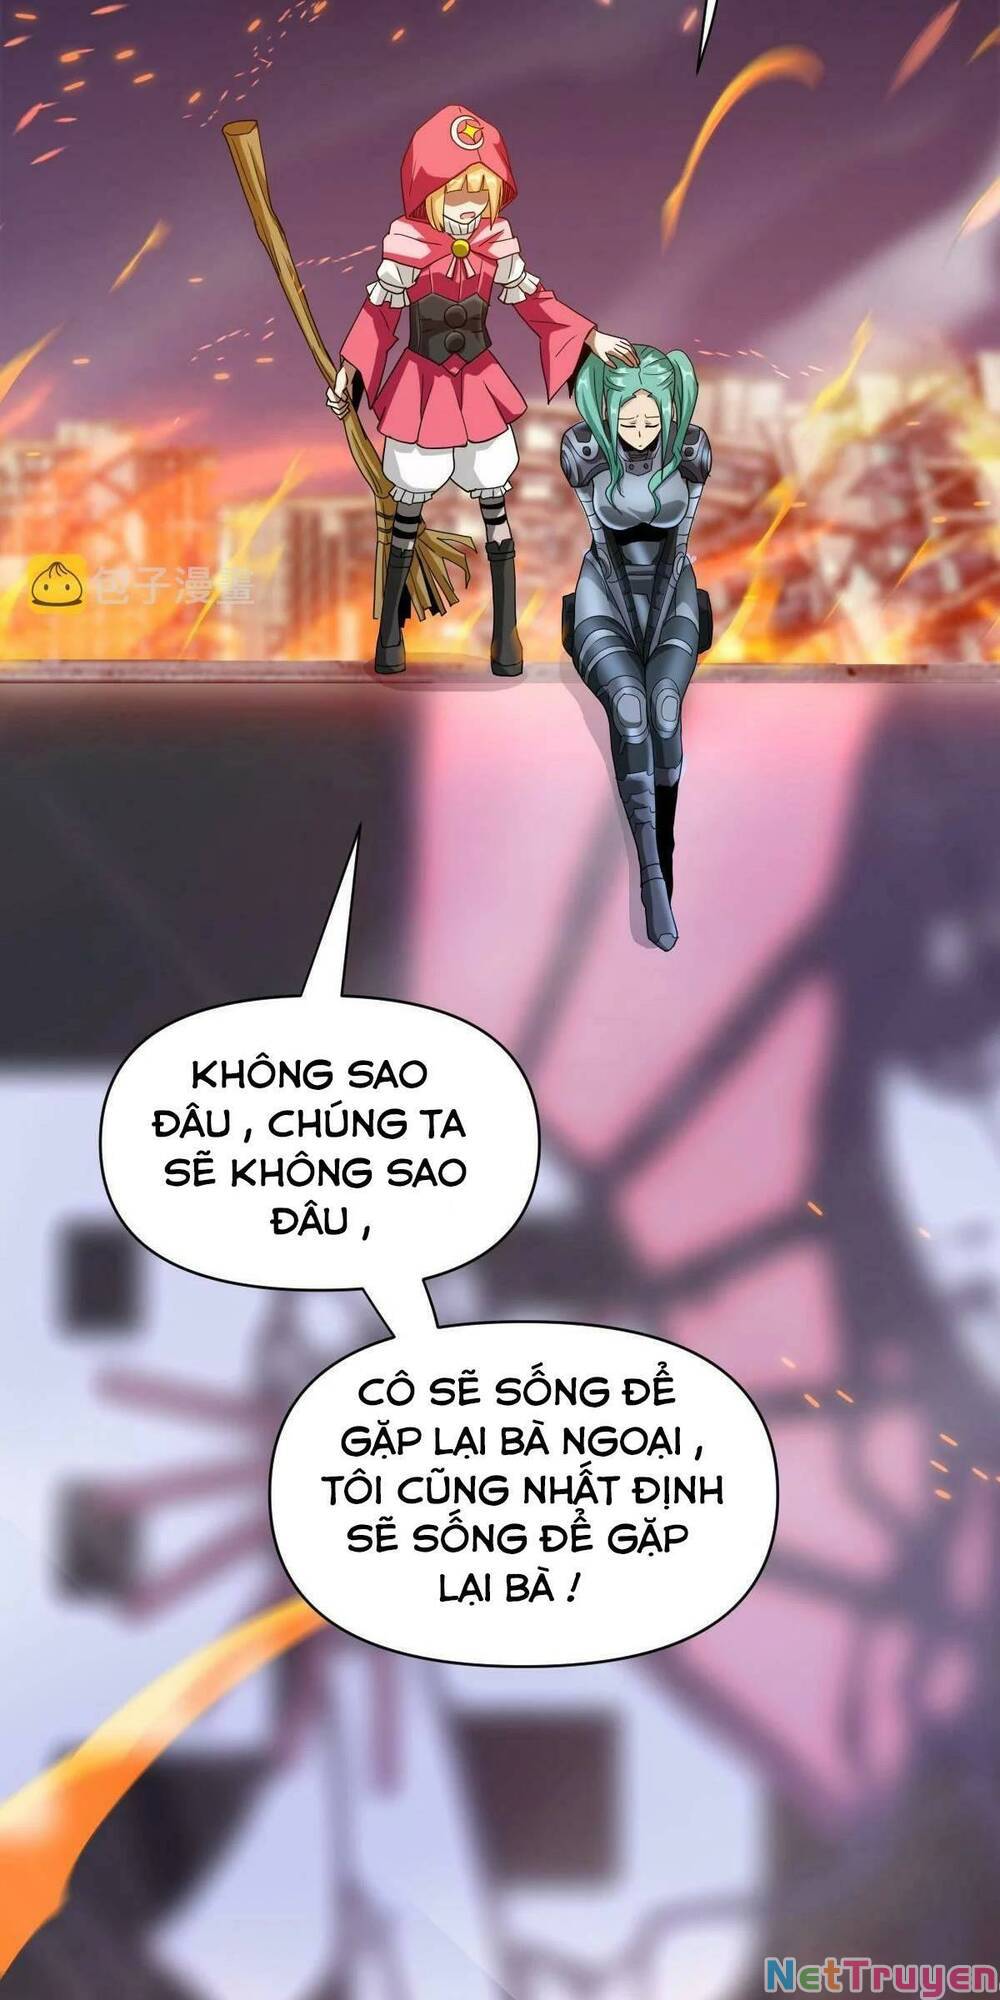 包子漫畫
KHÔNG SAO
ĐÂU , CHÚNG TA
SẼ KHÔNG SAO
ĐÂU ,
CÔ SẼ SỐNG ĐỂ
GẶP LẠI BÀ NGOẠI ,
TÔI CŨNG NHẤT ĐỊNH
SẼ SỐNG ĐỂ GẶP
LẠI BÀ !
NetTruyen